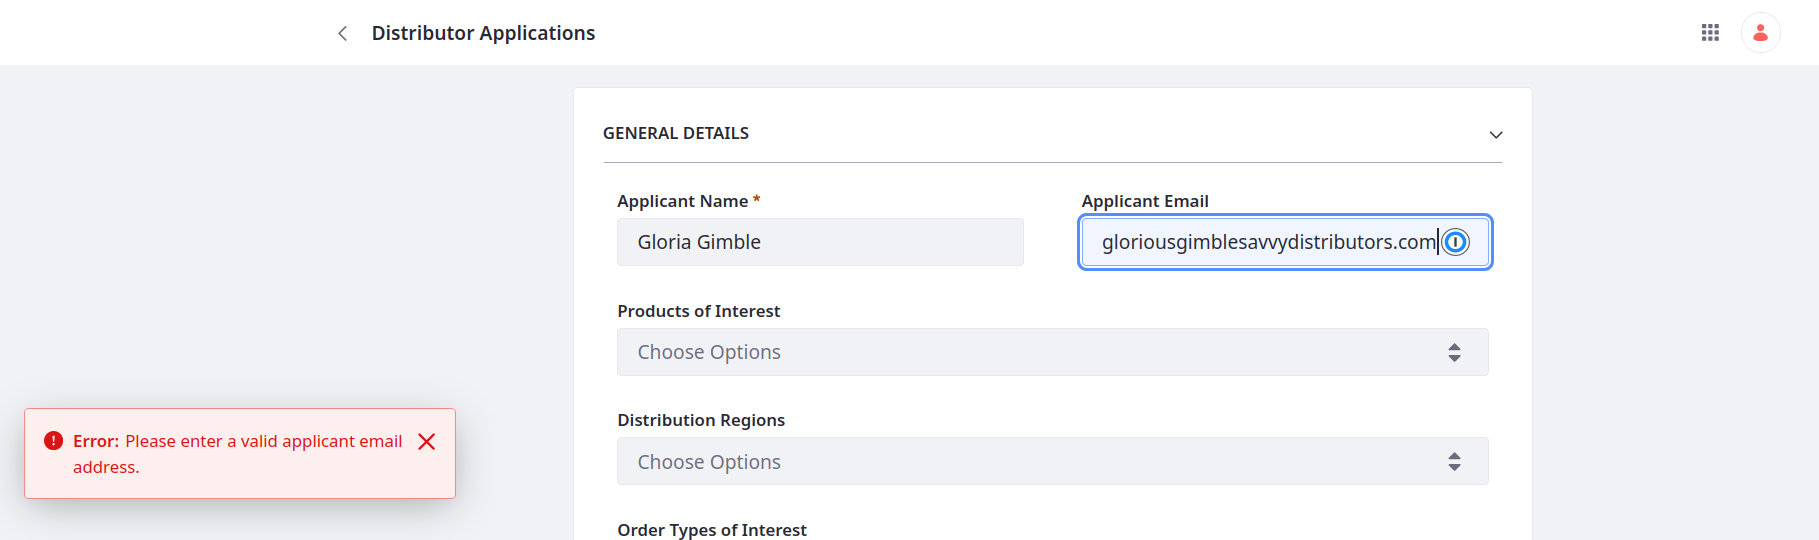 Distributor Applications
GENERAL DETAILS
Applicant Name *
Applicant Email
Gloria Gimble
gloriousgimblesavvydistributors.com
Products of Interest
Choose Options
Distribution Regions
Choose Options
Order Types of Interest
Error: Please enter a valid applicant email
address.